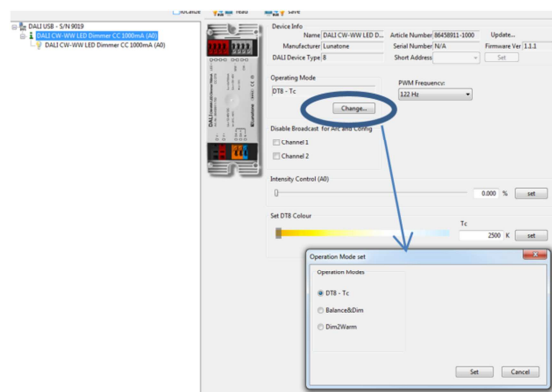 Read
Save
DALI USB - S/N 9019
DALI CW-WW LED Dimmer CC 1000mA (A0)
DALI CW-WW LED Dimmer CC 1000mA (A0)
Device Info
Name DALI CW-WW LED D... Article Number 86458911-1000 Update...
Manufacturer Lunatone Serial Number N/A Firmware Ver 1.1.1
DALI Device Type 8 Short Address Set
Operating Mode
DT8 - Tc
PWM Frequency:
122 Hz
Change...
Disable Broadcast for Arc and Config
Channel 1
Channel 2
Intensity Control (A0)
0.000 % set
Set DT8 Colour
Tc
2500 K set
Operation Mode set
Operation Modes
DT8 - Tc
Balance&Dim
Dim2Warm
Set Cancel